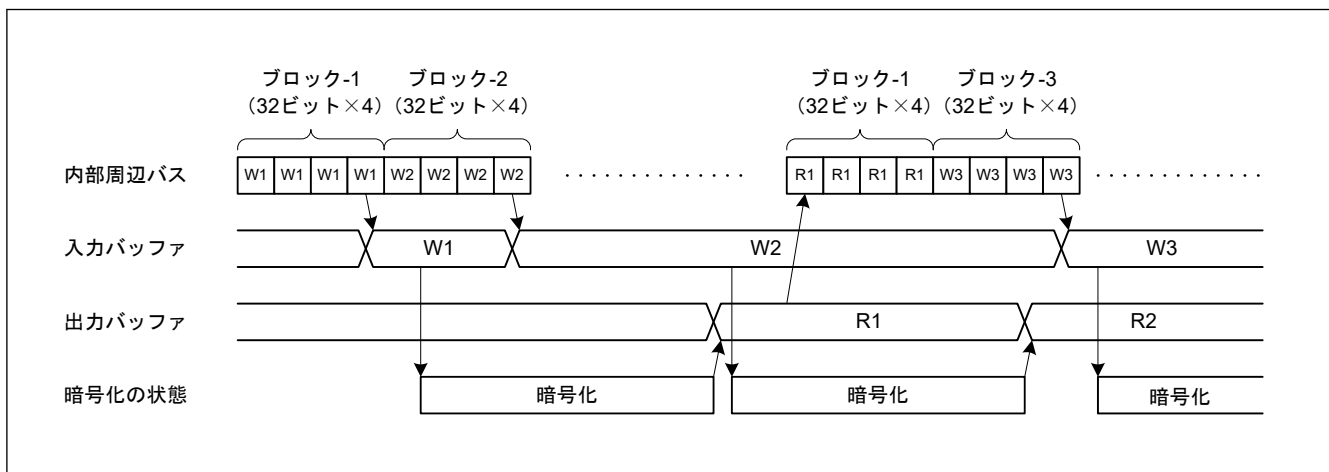 ブロック-1 ブロック-2 ブロック-1 ブロック-3
（32ビット×4）（32ビット×4） （32ビット×4）（32ビット×4）
内部周辺バス W1 W1 W1 W1 W2 W2 W2 W2 ・・・・・・・・・・・・・ R1 R1 R1 R1 W3 W3 W3 W3 ・・・・・・・・・・・・
入力バッファ W1 W2 W3
出力バッファ R1 R2
暗号化の状態 暗号化 暗号化 暗号化